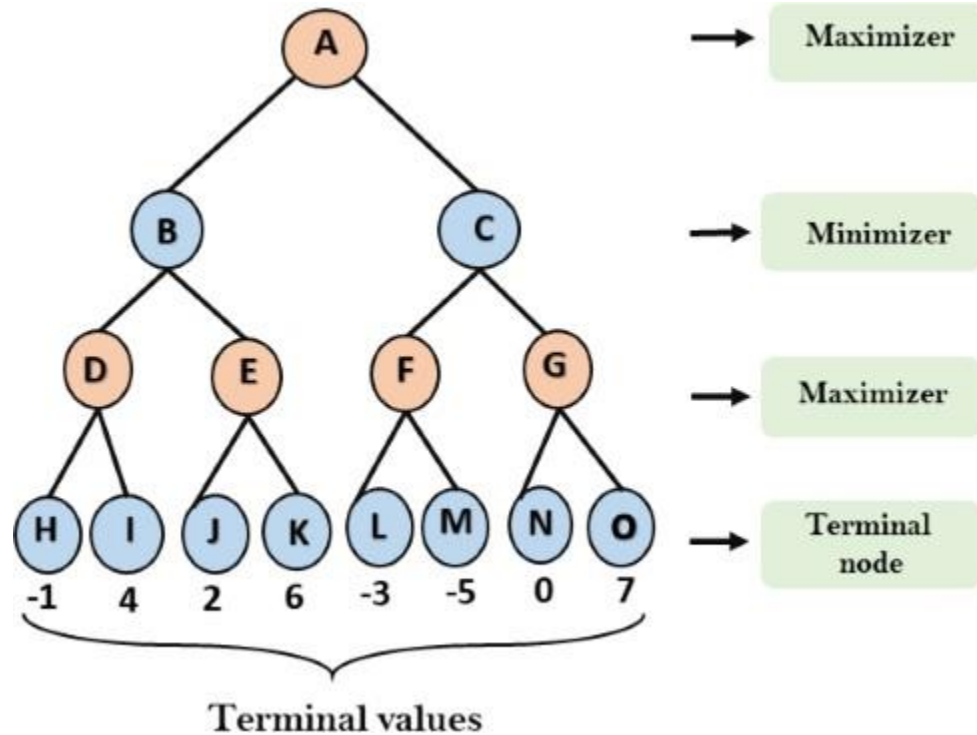 A
Maximizer
B
C
Minimizer
D
E
F
G
Maximizer
H
I
J
K
L
M
N
O
Terminal
node
-1
4
2
6
-3
-5
0
7
Terminal values